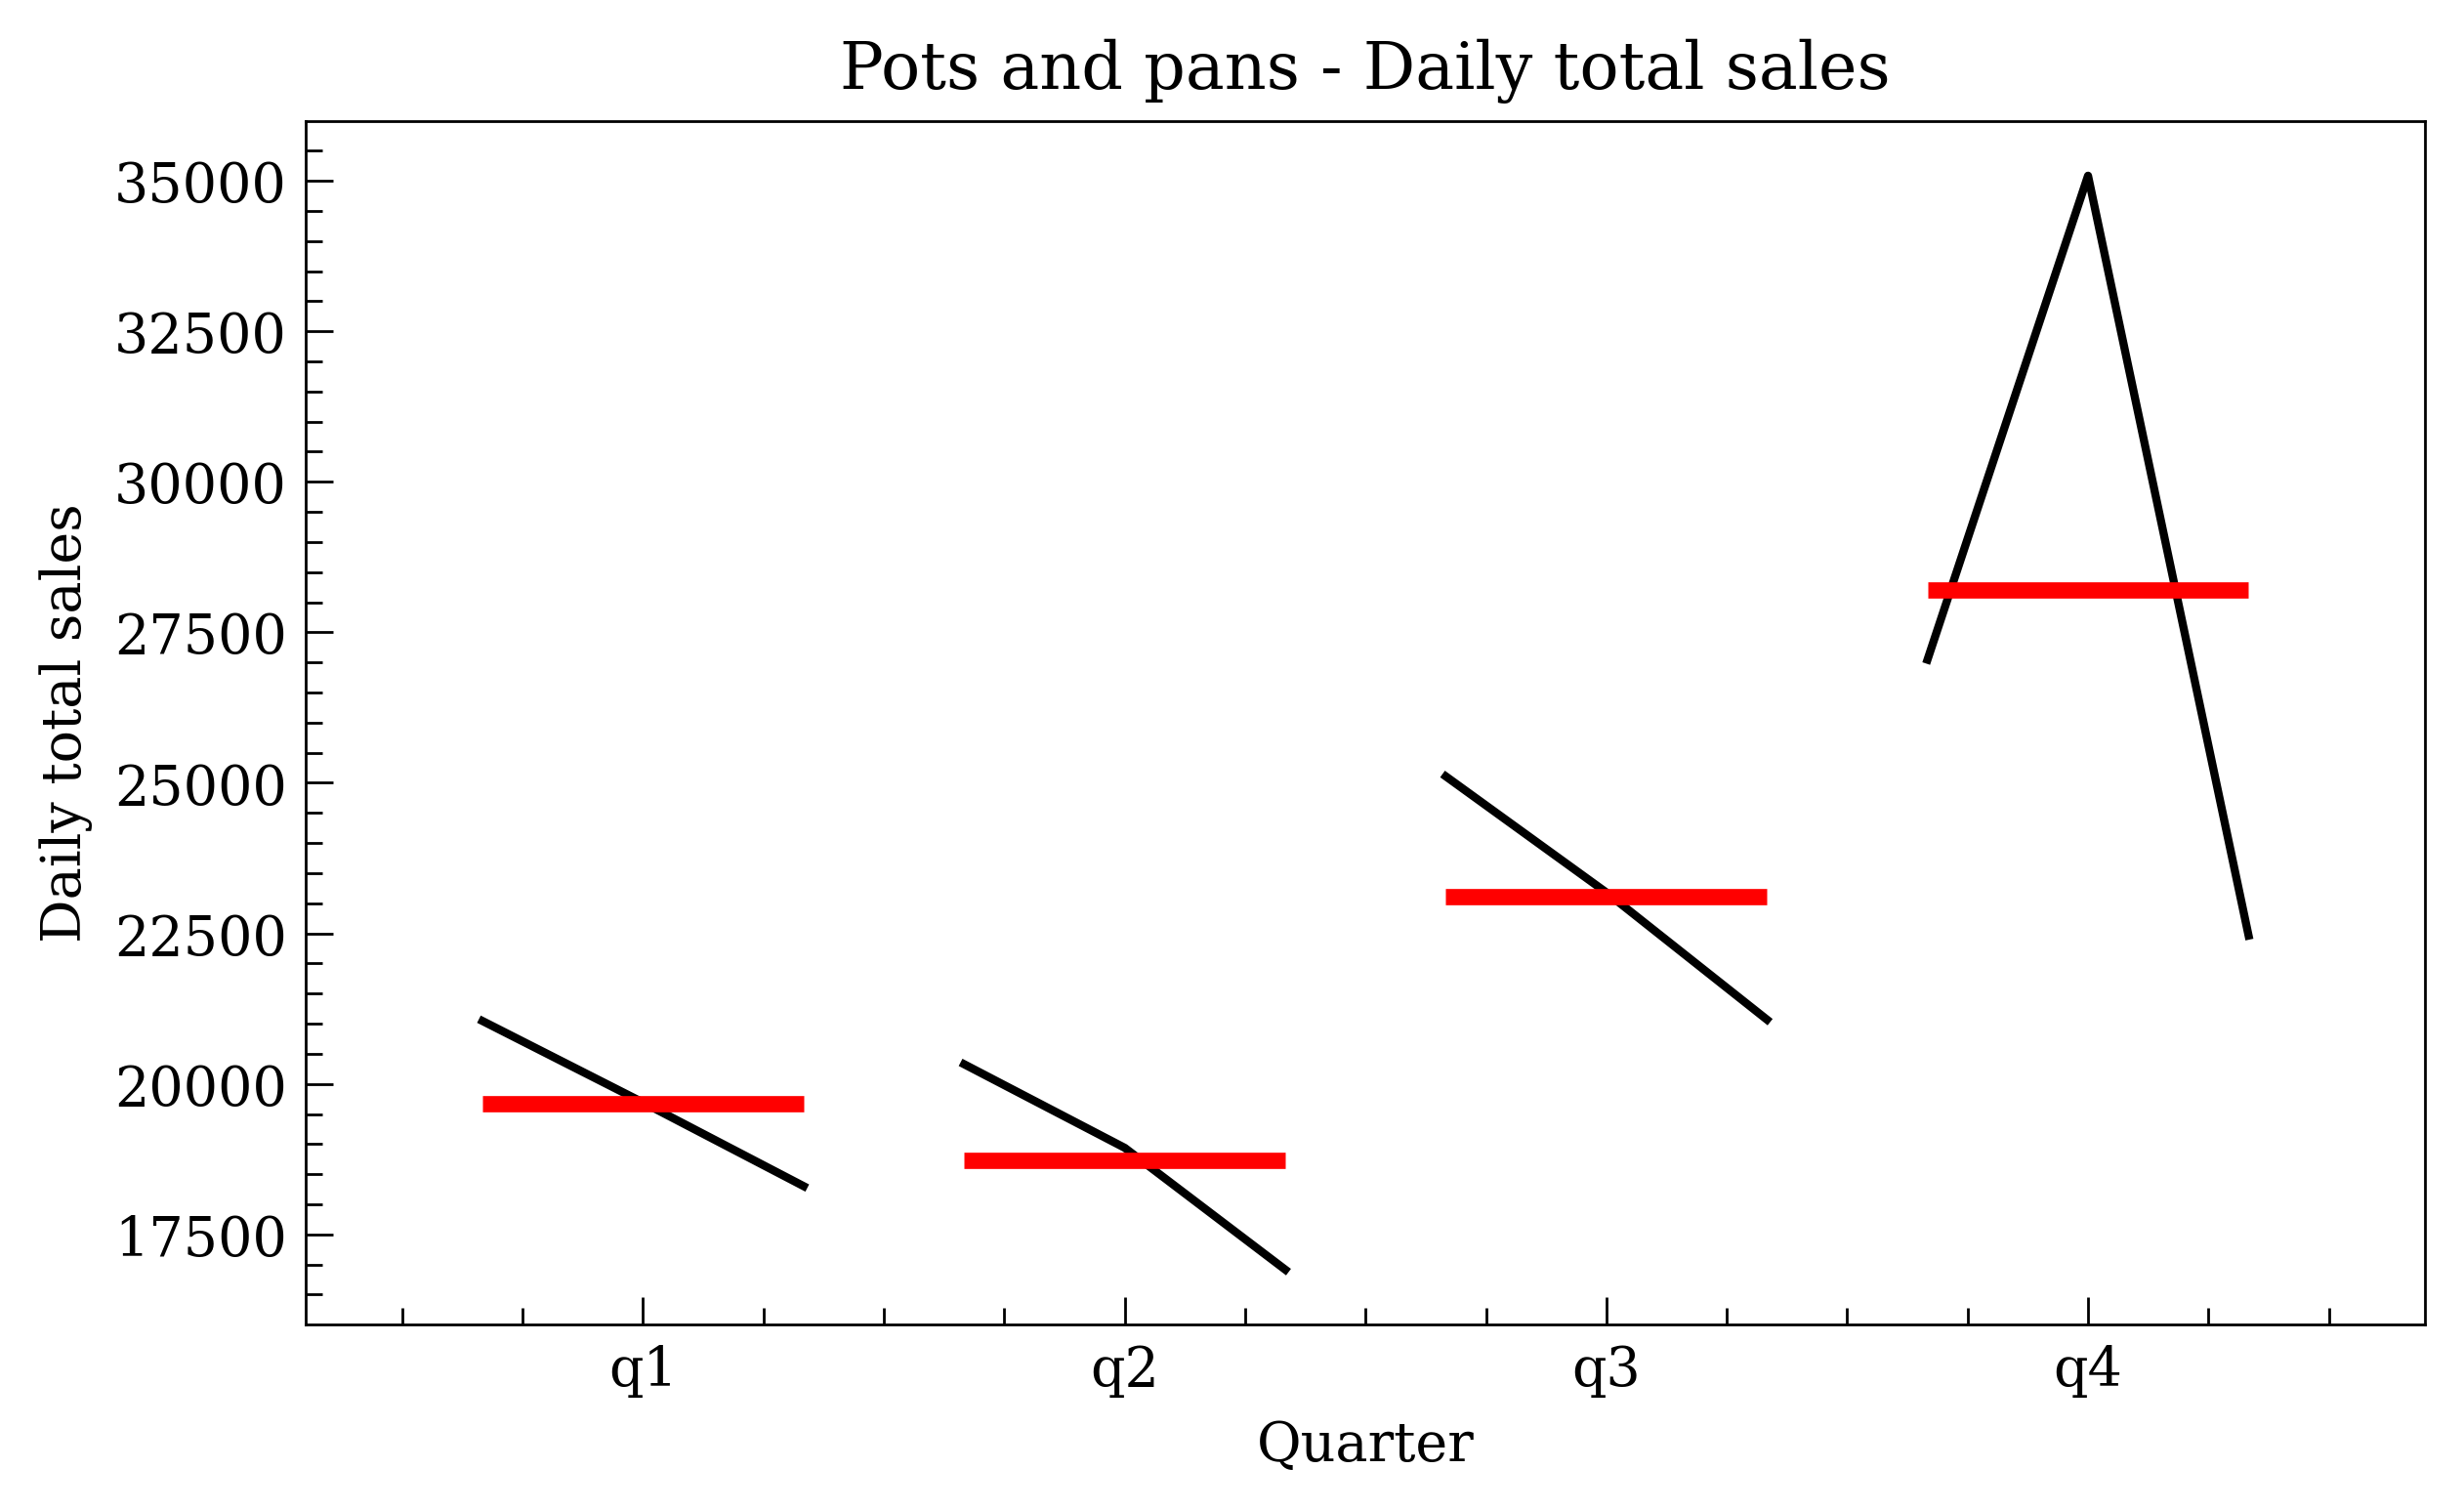 Pots and pans - Daily total sales
35000
32500
30000
27500
25000
22500
20000
17500
Daily total sales
q1 q2 q3 q4
Quarter